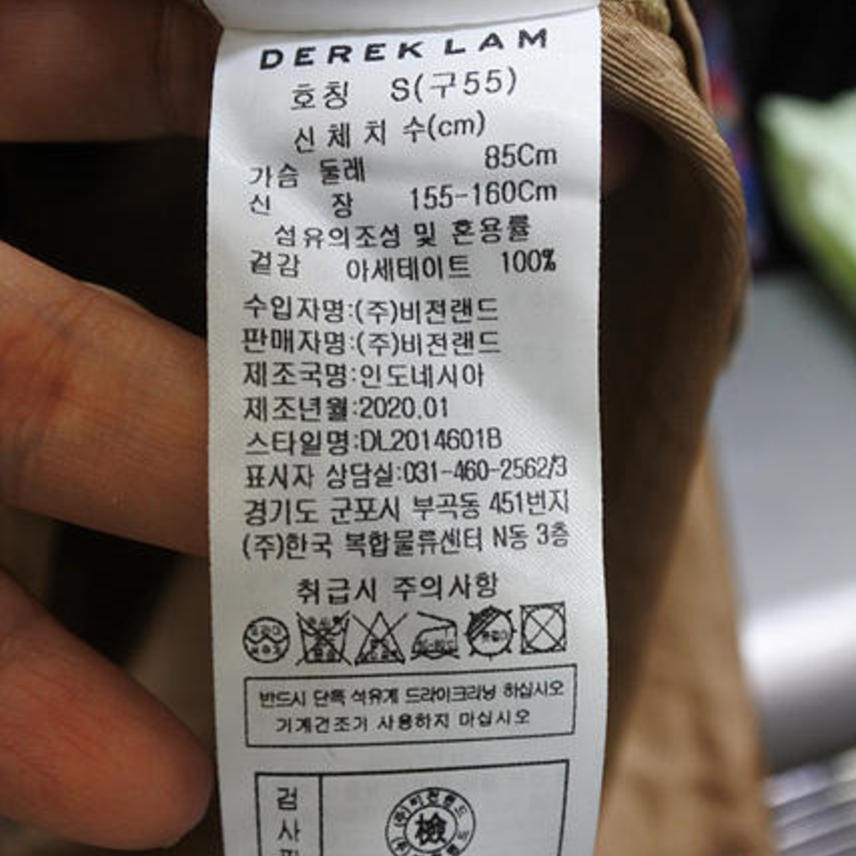 DEREK LAM
호칭 S(구55)
신체치수(cm)
가슴 둘레 85Cm
신 장 155-160Cm
섬유의조성 및 혼용률
겉감 아세테이트 100%
수입자명:(주)비전랜드
판매자명:(주)비전랜드
제조국명:인도네시아
제조년월:2020.01
스타일명:DL2014601B
표시자 상담실:031-460-2562/3
경기도 군포시 부곡동 451번지
(주)한국 복합물류센터 N동 3층
취급시 주의사항
반드시 단독 석유계 드라이크리닝 하십시오
기계건조기 사용하지 마십시오
검
사
檢